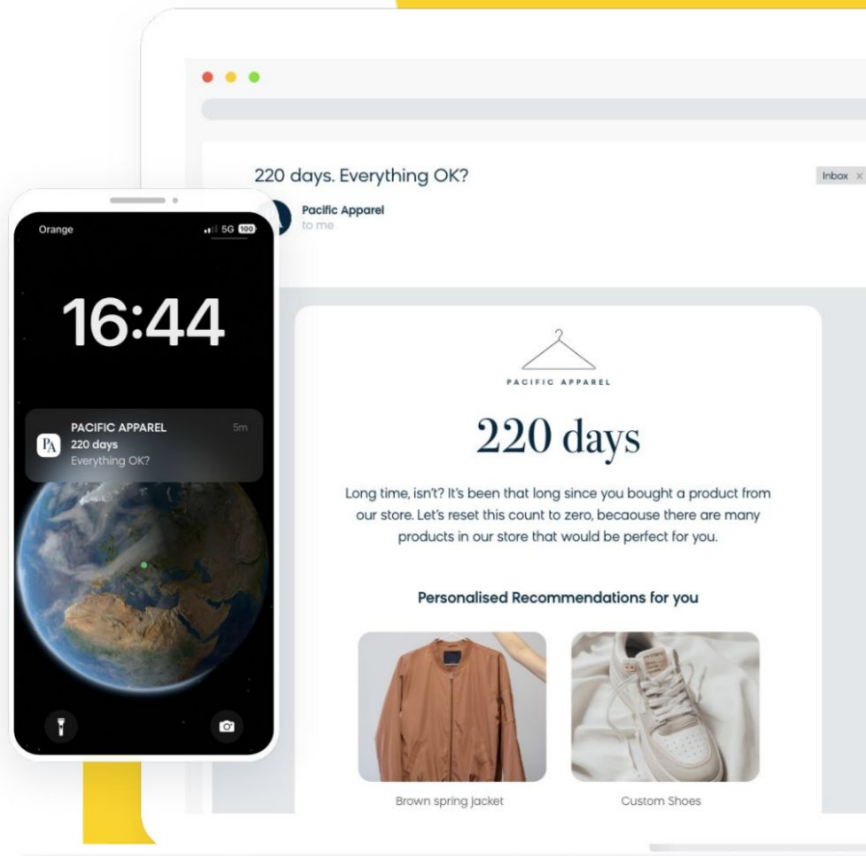 220 days. Everything OK?
Inbox ×
Pacific Apparel
to me
Orange
5G 100
16:44
PACIFIC APPAREL
5m
220 days
Everything OK?
PA
PACIFIC APPAREL
220 days
Long time, isn't? It's been that long since you bought a product from
our store. Let's reset this count to zero, becaouse there are many
products in our store that would be perfect for you.
Personalised Recommendations for you
Brown spring jacket
Custom Shoes